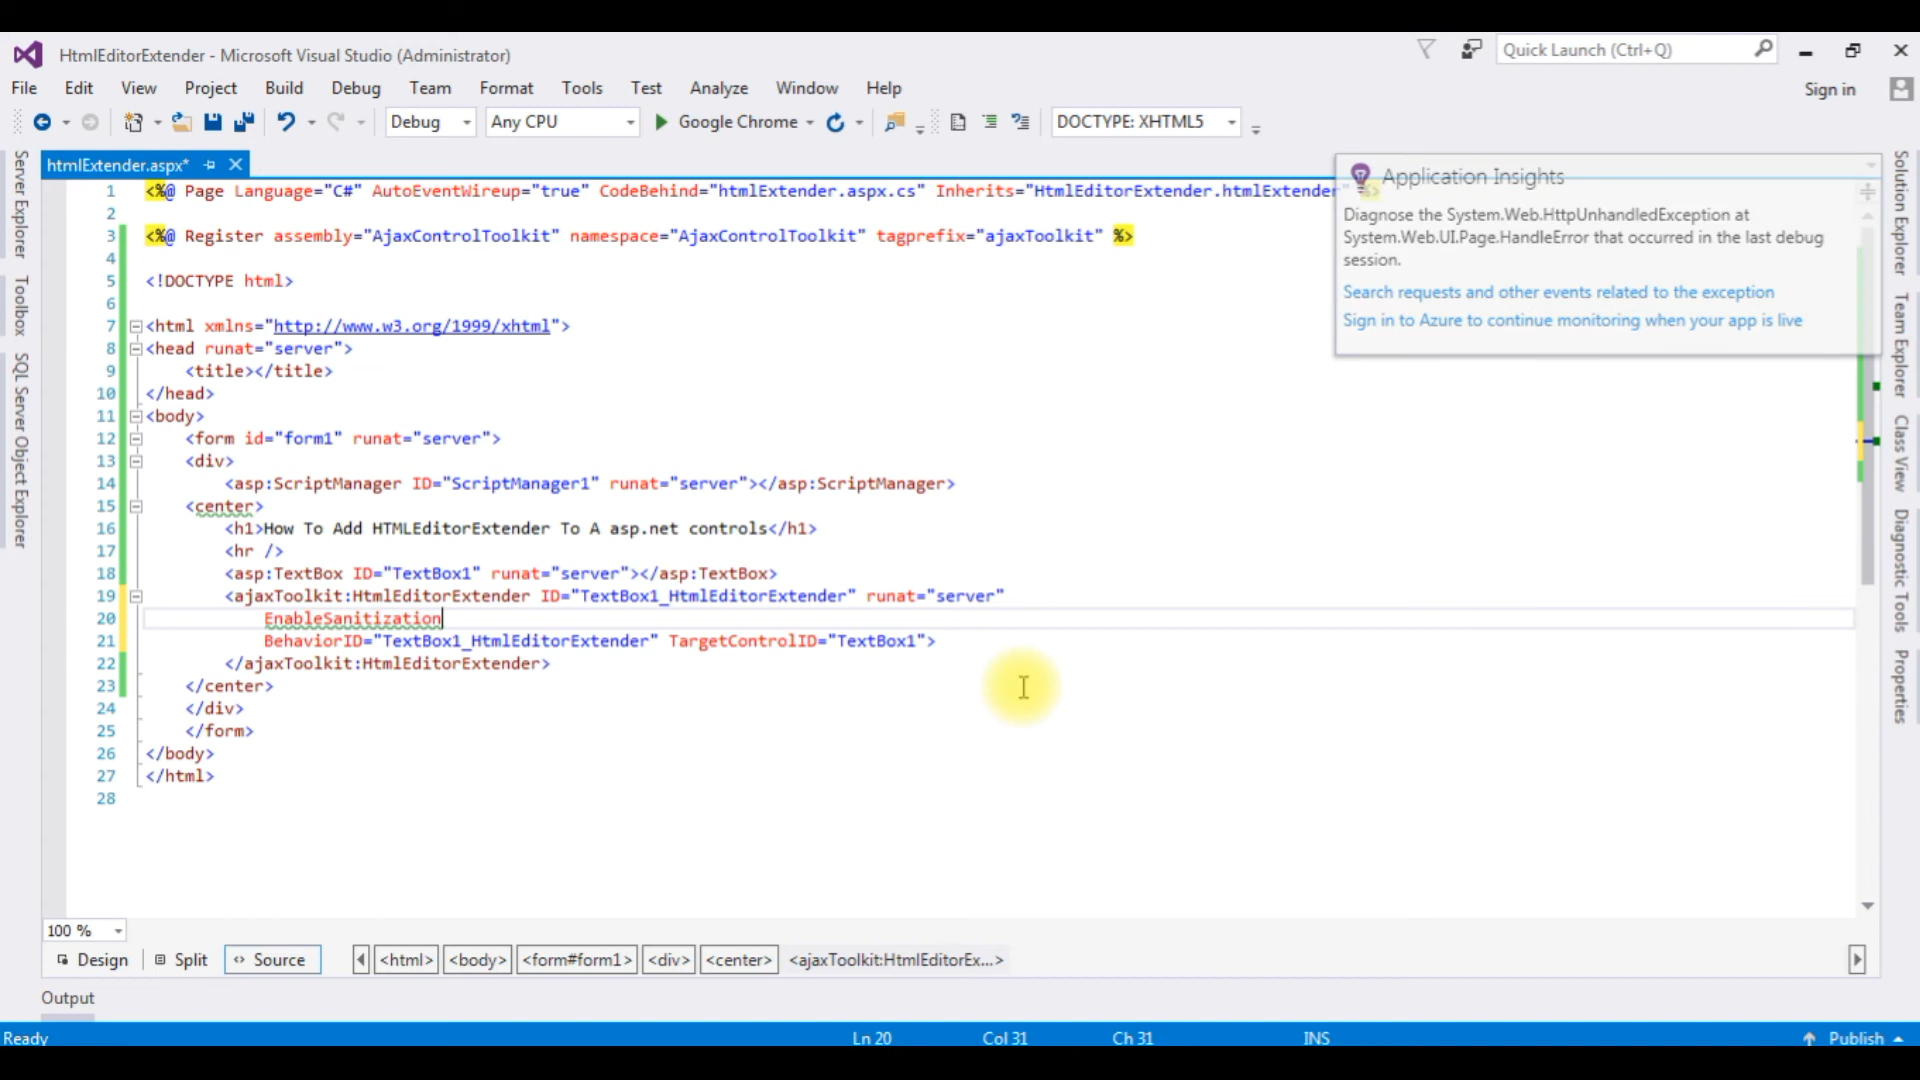 HtmlEditorExtender - Microsoft Visual Studio (Administrator)
Quick Launch (Ctrl+Q)
File Edit View Project Build Debug Team Format Tools Test Analyze Window Help
Sign in
Debug Any CPU Google Chrome DOCTYPE: XHTML5
htmlExtender.aspx*
1 <%@ Page Language="C#" AutoEventWireup="true" CodeBehind="htmlExtender.aspx.cs" Inherits="HtmlEditorExtender.htmlExtender" %>
2
3 <%@ Register assembly="AjaxControlToolkit" namespace="AjaxControlToolkit" tagprefix="ajaxToolkit" %>
4
5 <!DOCTYPE html>
6
7 <html xmlns="http://www.w3.org/1999/xhtml">
8 <head runat="server">
9 <title></title>
10 </head>
11 <body>
12 <form id="form1" runat="server">
13 <div>
14 <asp:ScriptManager ID="ScriptManager1" runat="server"></asp:ScriptManager>
15 <center>
16 <h1>How To Add HTMLEditorExtender To A asp.net controls</h1>
17 <hr />
18 <asp:TextBox ID="TextBox1" runat="server"></asp:TextBox>
19 <ajaxToolkit:HtmlEditorExtender ID="TextBox1_HtmlEditorExtender" runat="server"
20 EnableSanitization
21 BehaviorID="TextBox1_HtmlEditorExtender" TargetControlID="TextBox1">
22 </ajaxToolkit:HtmlEditorExtender>
23 </center>
24 </div>
25 </form>
26 </body>
27 </html>
28
Application Insights
Diagnose the System.Web.HttpUnhandledException at
System.Web.UI.Page.HandleError that occurred in the last debug
session.
Search requests and other events related to the exception
Sign in to Azure to continue monitoring when your app is live
Server Explorer
Toolbox
SQL Server Object Explorer
Solution Explorer
Team Explorer
Class View
Diagnostic Tools
Properties
100 %
Design Split Source <html> <body> <form#form1> <div> <center> <ajaxToolkit:HtmlEditorEx...>
Output
Ready Ln 20 Col 31 Ch 31 INS Publish